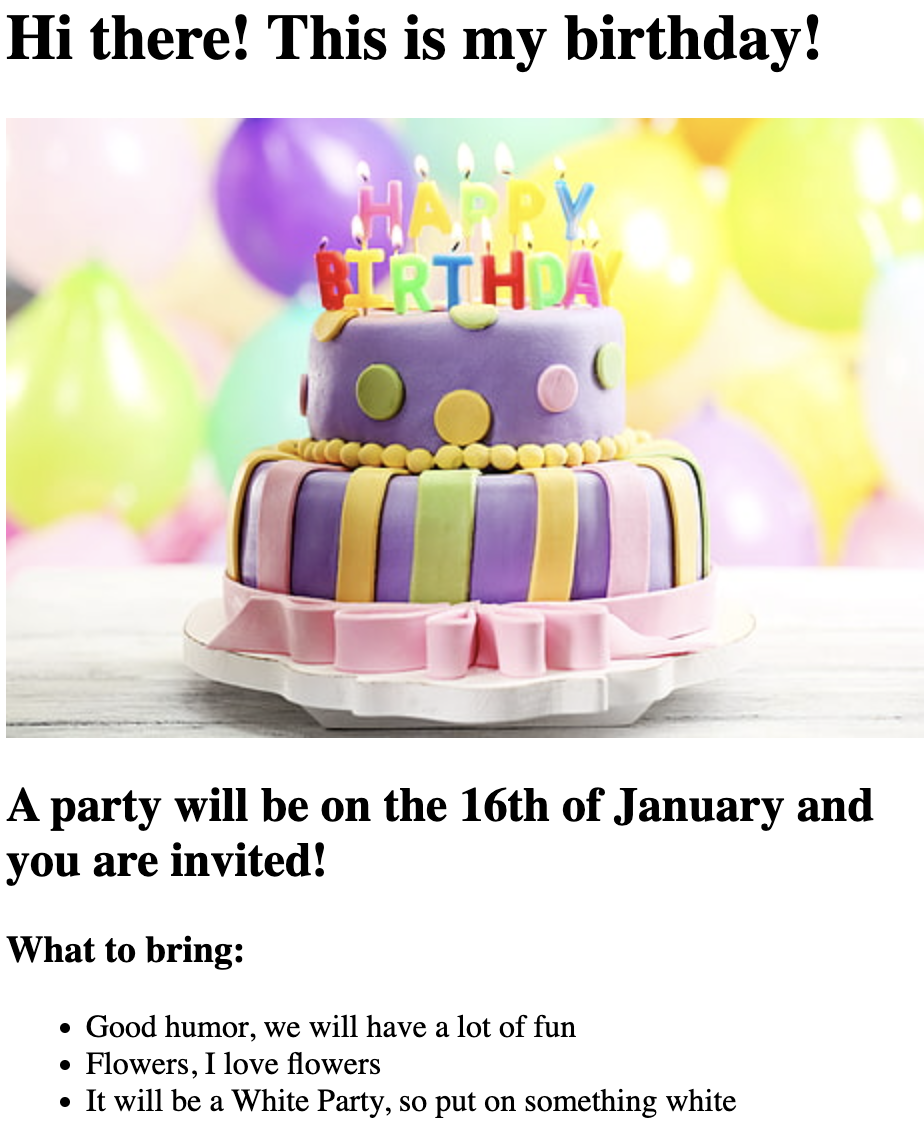 Hi there! This is my birthday!
HAPPY
BIRTHDAY
A party will be on the 16th of January and
you are invited!
What to bring:
Good humor, we will have a lot of fun
Flowers, I love flowers
It will be a White Party, so put on something white